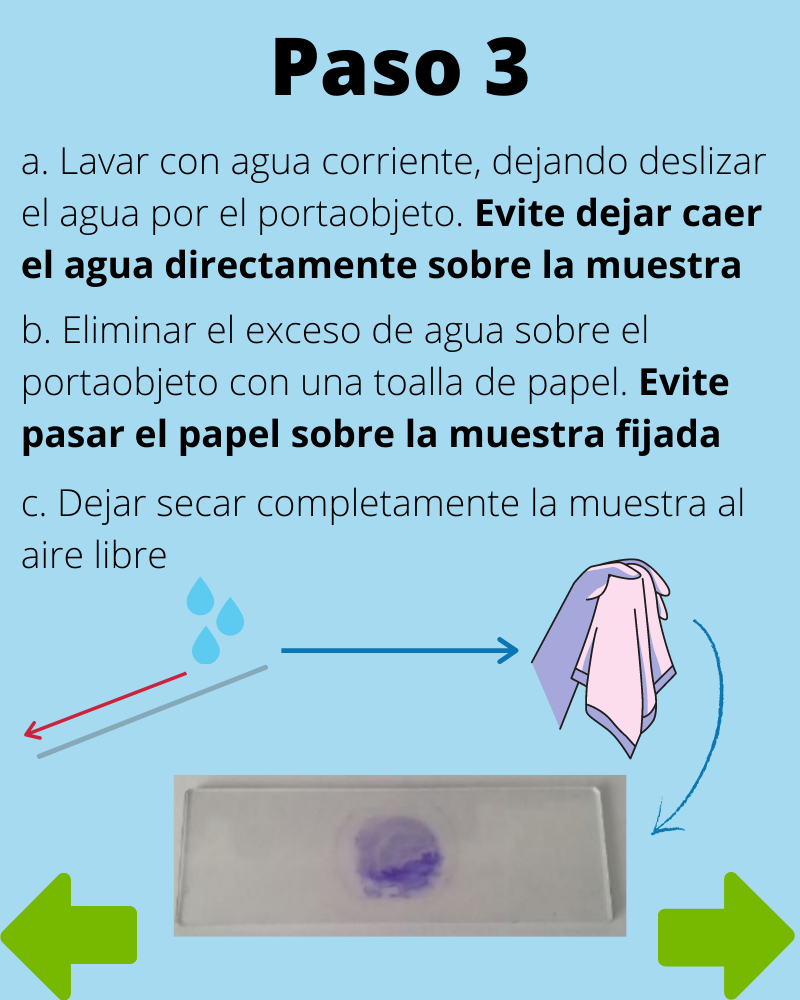 Paso 3
a. Lavar con agua corriente, dejando deslizar
el agua por el portaobjeto. Evite dejar caer
el agua directamente sobre la muestra
b. Eliminar el exceso de agua sobre el
portaobjeto con una toalla de papel. Evite
pasar el papel sobre la muestra fijada
c. Dejar secar completamente la muestra al
aire libre